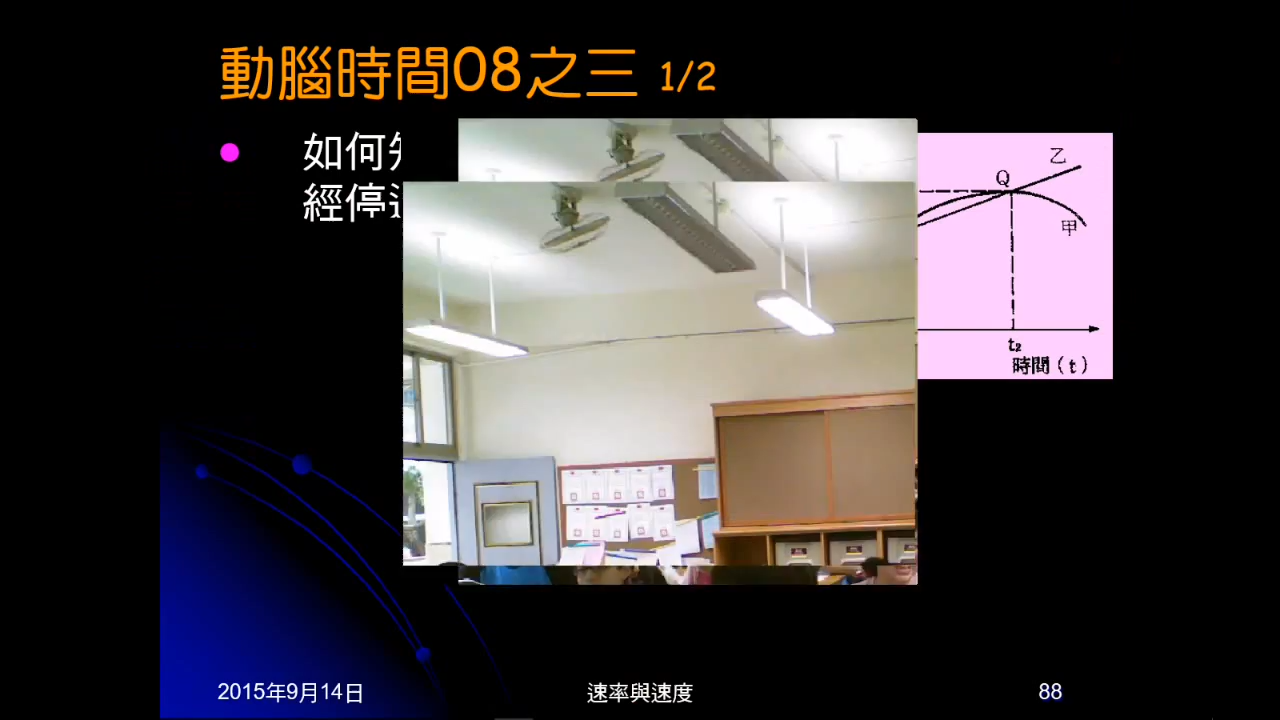 動腦時間08之三 1/2
如何
經停
乙
Q
甲
t₂
時間(t)
2015年9月14日
速率與速度
88